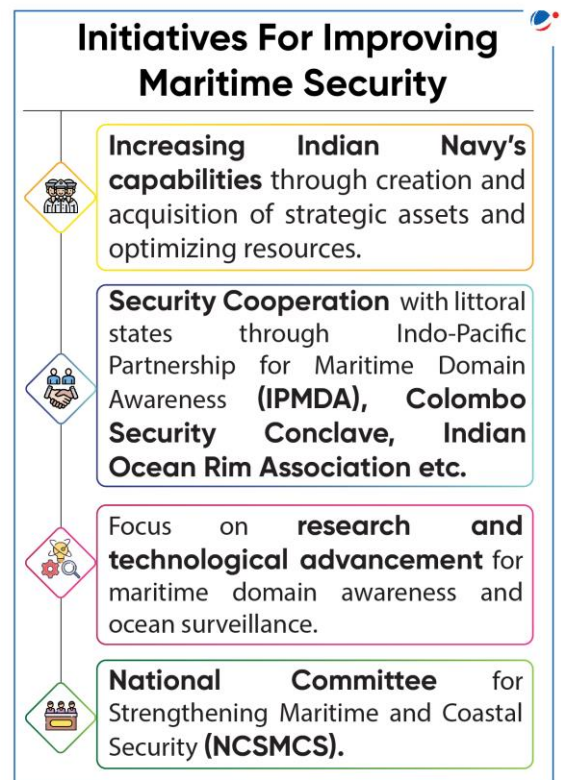 Initiatives For Improving
Maritime Security
Increasing Indian Navy's
capabilities through creation and
acquisition of strategic assets and
optimizing resources.
Security Cooperation with littoral
states through Indo-Pacific
Partnership for Maritime Domain
Awareness (IPMDA), Colombo
Security Conclave, Indian
Ocean Rim Association etc.
Focus on research and
technological advancement for
maritime domain awareness and
ocean surveillance.
National Committee for
Strengthening Maritime and Coastal
Security (NCSMCS).